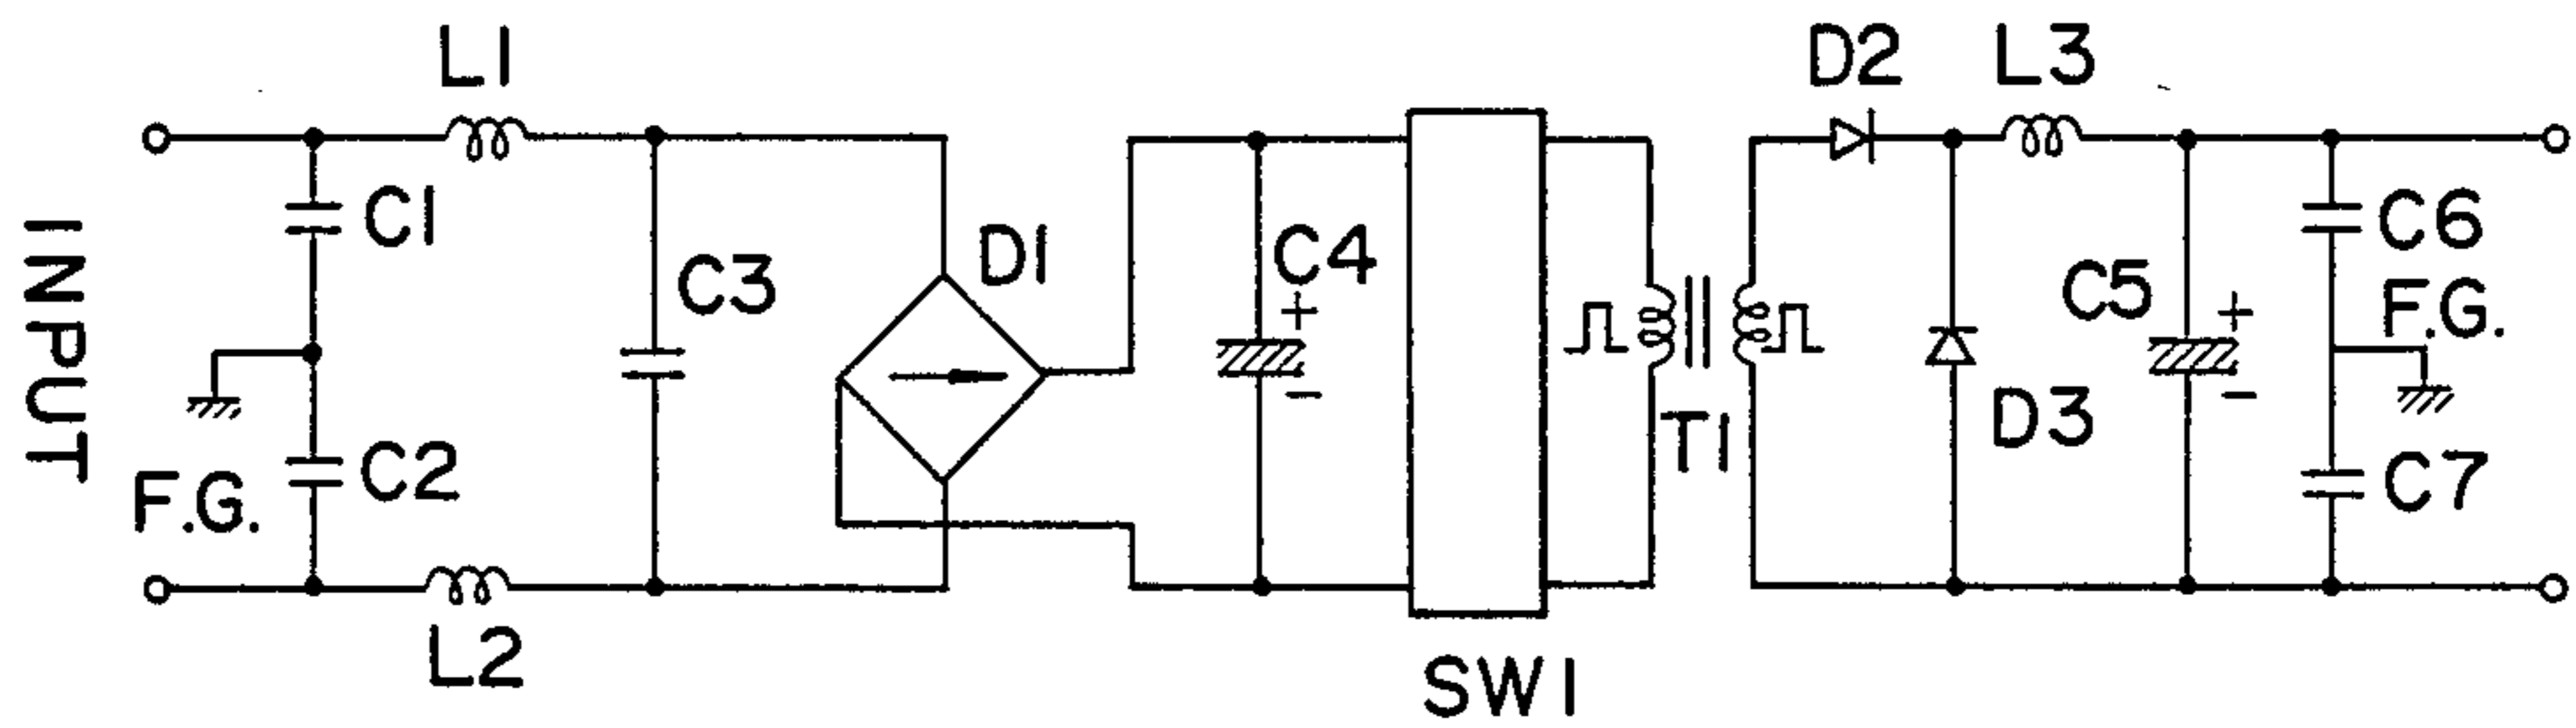 INPUT
L1
C1
F.G.
C2
L2
C3
D1
C4
+
-
SW1
T1
D2
L3
D3
C5
+
-
C6
F.G.
C7